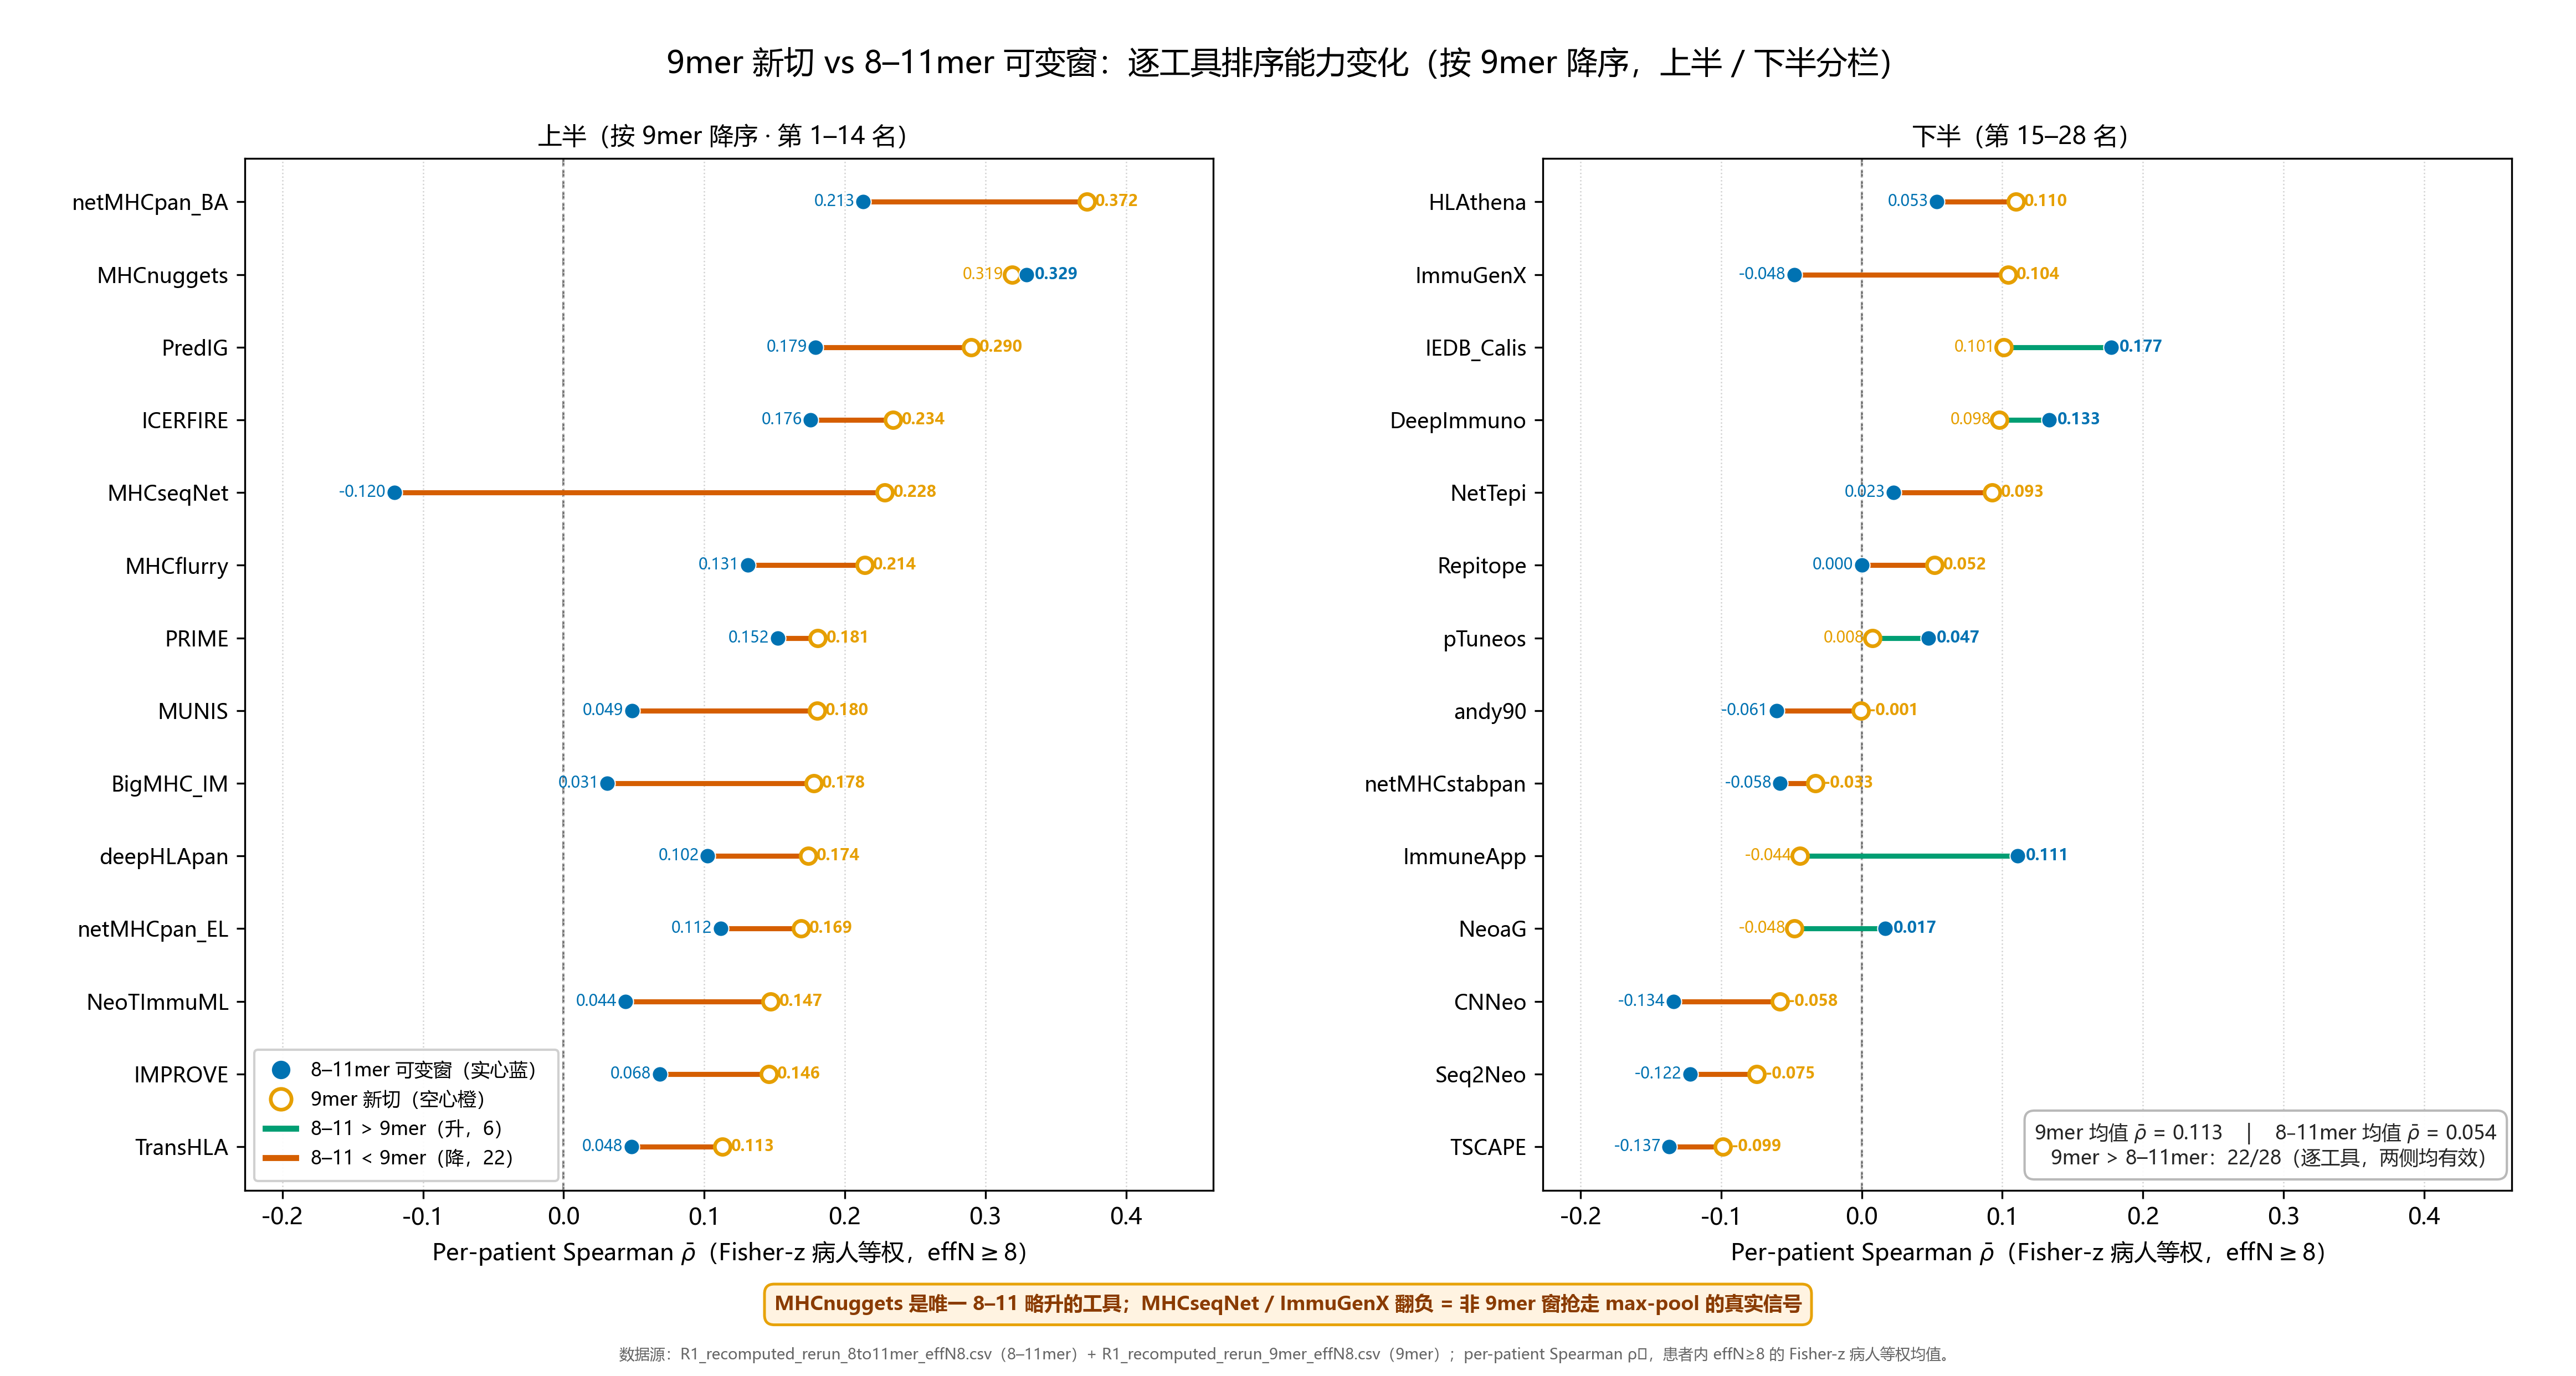 9mer 新切 vs 8–11mer 可变窗：逐工具排序能力变化（按 9mer 降序，上半 / 下半分栏）
上半（按 9mer 降序 · 第 1–14 名）
netMHCpan_BA 0.213 0.372
MHCnuggets 0.319 0.329
PredIG 0.179 0.290
ICERFIRE 0.176 0.234
MHCseqNet -0.120 0.228
MHCflurry 0.131 0.214
PRIME 0.152 0.181
MUNIS 0.049 0.180
BigMHC_IM 0.031 0.178
deepHLApan 0.102 0.174
netMHCpan_EL 0.112 0.169
NeoTImmuML 0.044 0.147
IMPROVE 0.068 0.146
TransHLA 0.048 0.113
8–11mer 可变窗（实心蓝）
9mer 新切（空心橙）
8–11 > 9mer（升，6）
8–11 < 9mer（降，22）
-0.2 -0.1 0.0 0.1 0.2 0.3 0.4
Per-patient Spearman ρ̄（Fisher-z 病人等权，effN ≥ 8）
下半（第 15–28 名）
HLAthena 0.053 0.110
ImmuGenX -0.048 0.104
IEDB_Calis 0.101 0.177
DeepImmuno 0.098 0.133
NetTepi 0.023 0.093
Repitope 0.000 0.052
pTuneos 0.008 0.047
andy90 -0.061 -0.001
netMHCstabpan -0.058 -0.033
ImmuneApp -0.044 0.111
NeoaG -0.048 0.017
CNNeo -0.134 -0.058
Seq2Neo -0.122 -0.075
TSCAPE -0.137 -0.099
9mer 均值 ρ̄ = 0.113 | 8–11mer 均值 ρ̄ = 0.054
9mer > 8–11mer：22/28（逐工具，两侧均有效）
-0.2 -0.1 0.0 0.1 0.2 0.3 0.4
Per-patient Spearman ρ̄（Fisher-z 病人等权，effN ≥ 8）
MHCnuggets 是唯一 8–11 略升的工具；MHCseqNet / ImmuGenX 翻负 = 非 9mer 窗抢走 max-pool 的真实信号
数据源：R1_recomputed_rerun_8to11mer_effN8.csv（8–11mer）+ R1_recomputed_rerun_9mer_effN8.csv（9mer）；per-patient Spearman ρ▯，患者内 effN≥8 的 Fisher-z 病人等权均值。